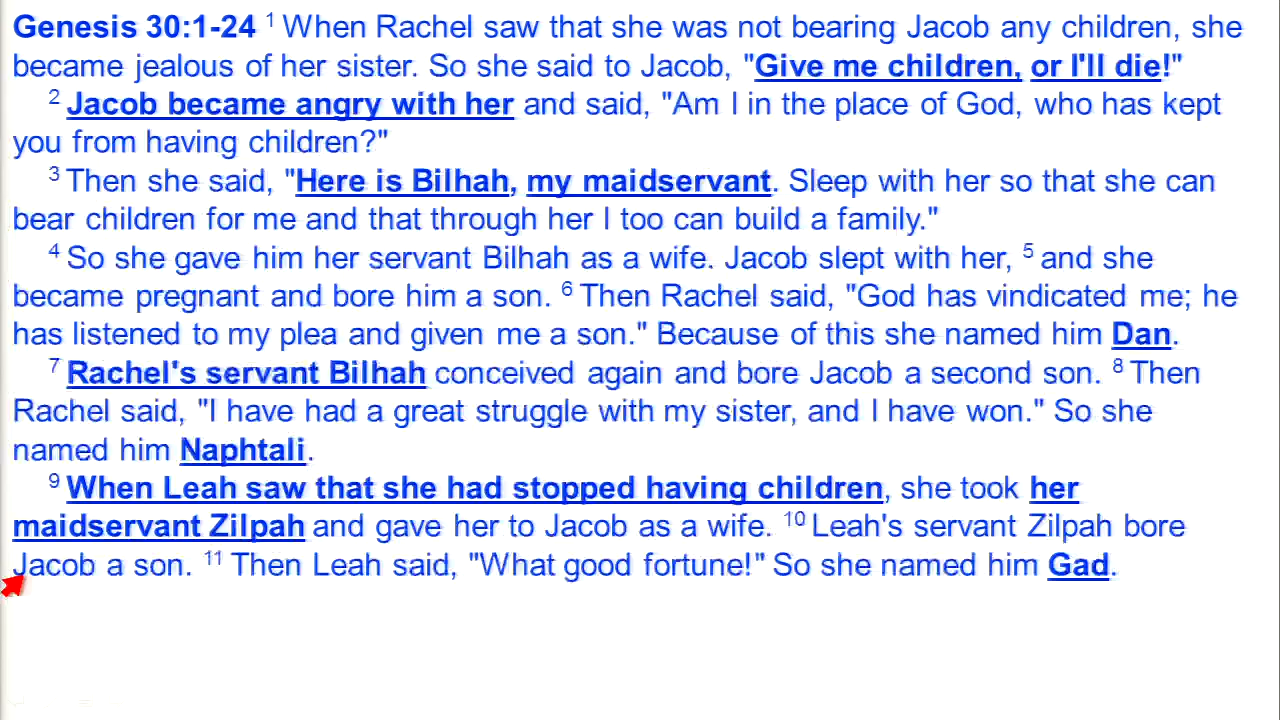 Genesis 30:1-24 1 When Rachel saw that she was not bearing Jacob any children, she
became jealous of her sister. So she said to Jacob, "Give me children, or I'll die!"
2 Jacob became angry with her and said, "Am I in the place of God, who has kept
you from having children?"
3 Then she said, "Here is Bilhah, my maidservant. Sleep with her so that she can
bear children for me and that through her I too can build a family."
4 So she gave him her servant Bilhah as a wife. Jacob slept with her, 5 and she
became pregnant and bore him a son. 6 Then Rachel said, "God has vindicated me; he
has listened to my plea and given me a son." Because of this she named him Dan.
7 Rachel's servant Bilhah conceived again and bore Jacob a second son. 8 Then
Rachel said, "I have had a great struggle with my sister, and I have won." So she
named him Naphtali.
9 When Leah saw that she had stopped having children, she took her
maidservant Zilpah and gave her to Jacob as a wife. 10 Leah's servant Zilpah bore
Jacob a son. 11 Then Leah said, "What good fortune!" So she named him Gad.